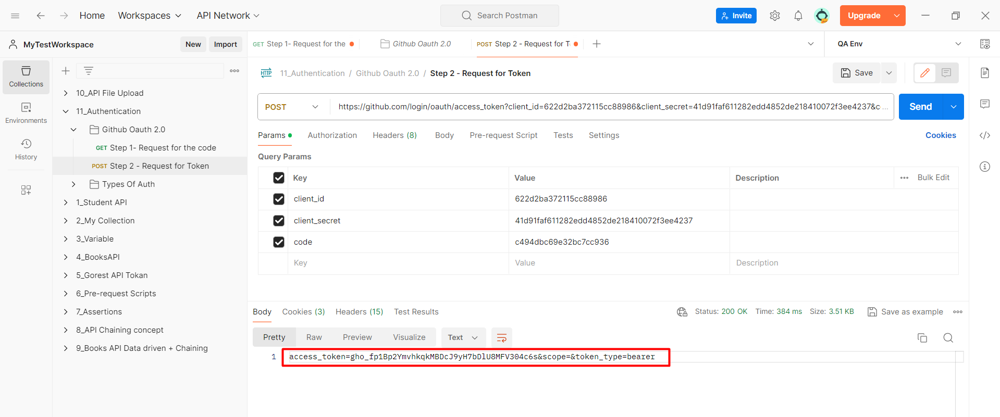 Home Workspaces API Network Search Postman Invite Upgrade
MyTestWorkspace New Import
GET Step 1- Request for the Github Oauth 2.0 POST Step 2 - Request for T QA Env
Collections
Environments
History
10_API File Upload
11_Authentication
Github Oauth 2.0
GET Step 1- Request for the code
POST Step 2 - Request for Token
Types Of Auth
1_Student API
2_My Collection
3_Variable
4_BooksAPI
5_Gorest API Tokan
6_Pre-request Scripts
7_Assertions
8_API Chaining concept
9_Books API Data driven + Chaining
HTTP 11_Authentication / Github Oauth 2.0 / Step 2 - Request for Token Save
POST https://github.com/login/oauth/access_token?client_id=622d2ba372115cc88986&client_secret=41d91faf611282edd4852de218410072f3ee4237&c... Send
Params Authorization Headers (8) Body Pre-request Script Tests Settings Cookies
Query Params
Key Value Description Bulk Edit
client_id 622d2ba372115cc88986
client_secret 41d91faf611282edd4852de218410072f3ee4237
code c494dbc69e32bc7cc936
Key Value Description
Body Cookies (3) Headers (15) Test Results Status: 200 OK Time: 384 ms Size: 3.51 KB Save as example
Pretty Raw Preview Visualize Text
1 access_token=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&scope=&token_type=bearer